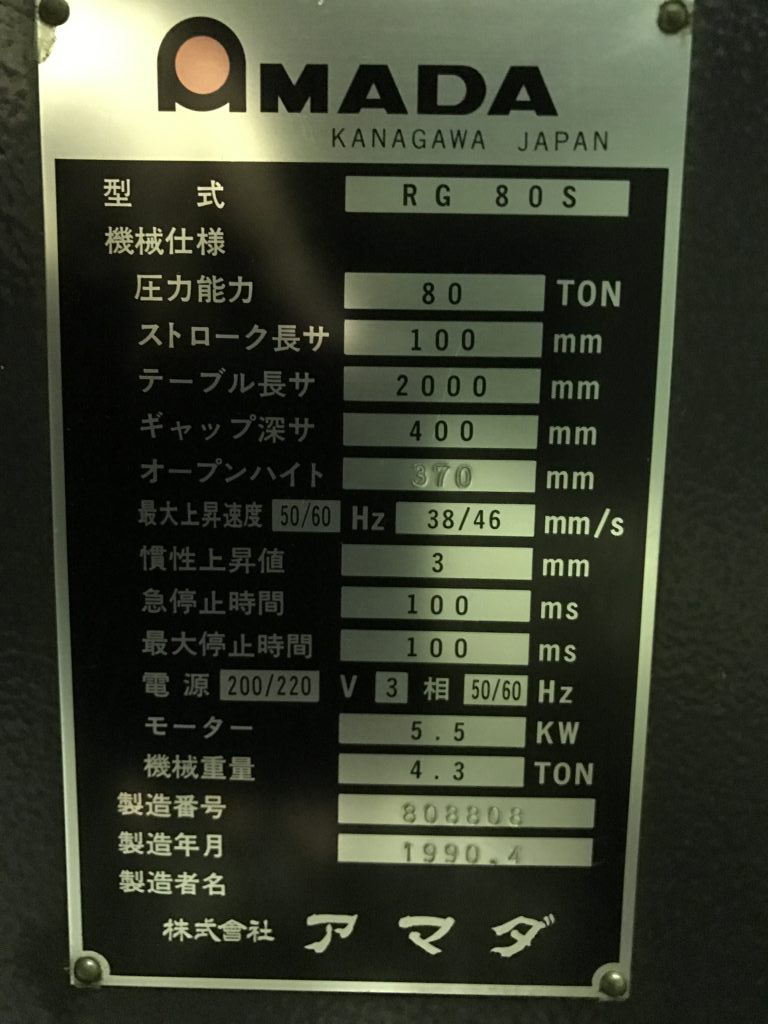 AMADA
KANAGAWA JAPAN
型式 RG 80S
機械仕様
圧力能力 80 TON
ストローク長サ 100 mm
テーブル長サ 2000 mm
ギャップ深サ 400 mm
オープンハイト 370 mm
最大上昇速度 50/60 Hz 38/46 mm/s
慣性上昇値 3 mm
急停止時間 100 ms
最大停止時間 100 ms
電源 200/220 V 3 相 50/60 Hz
モーター 5.5 KW
機械重量 4.3 TON
製造番号 808808
製造年月 1990.4
製造者名
株式會社 アマダ